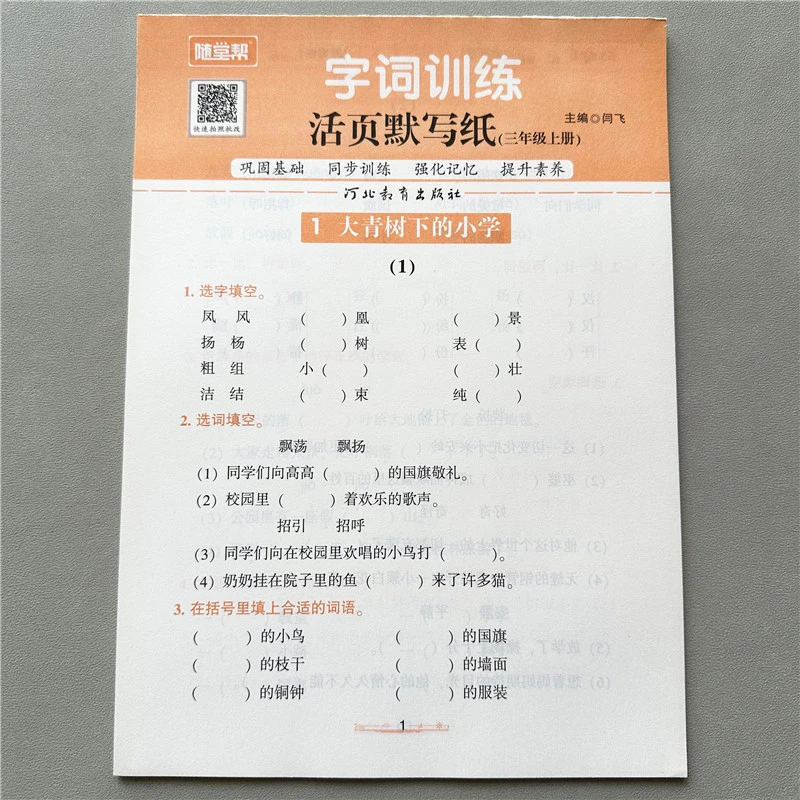 随堂帮
快速拍照批改
字词训练
活页默写纸(三年级上册)
主编◎闫飞
巩固基础 同步训练 强化记忆 提升素养
河北教育出版社
1 大青树下的小学
(1)
1. 选字填空。
凤 风 ( )凰 ( )景
扬 杨 ( )树 表( )
粗 组 小( ) ( )壮
洁 结 ( )束 纯( )
2. 选词填空。
飘荡 飘扬
(1) 同学们向高高( )的国旗敬礼。
(2) 校园里( )着欢乐的歌声。
招引 招呼
(3) 同学们向在校园里欢唱的小鸟打( )。
(4) 奶奶挂在院子里的鱼( )来了许多猫。
3. 在括号里填上合适的词语。
( )的小鸟 ( )的国旗
( )的枝干 ( )的墙面
( )的铜钟 ( )的服装
1